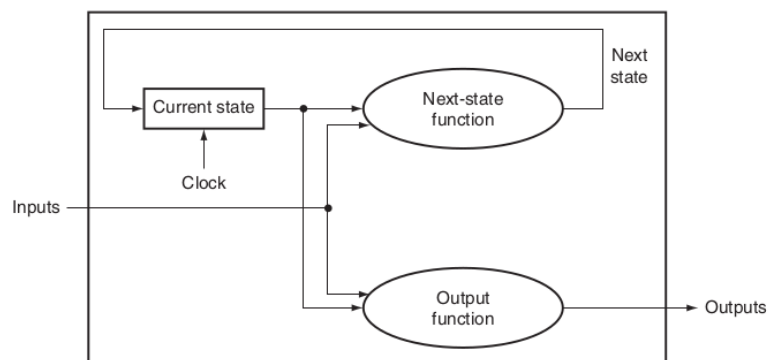 Next
state
Current state
Next-state
function
Clock
Inputs
Output
function
Outputs